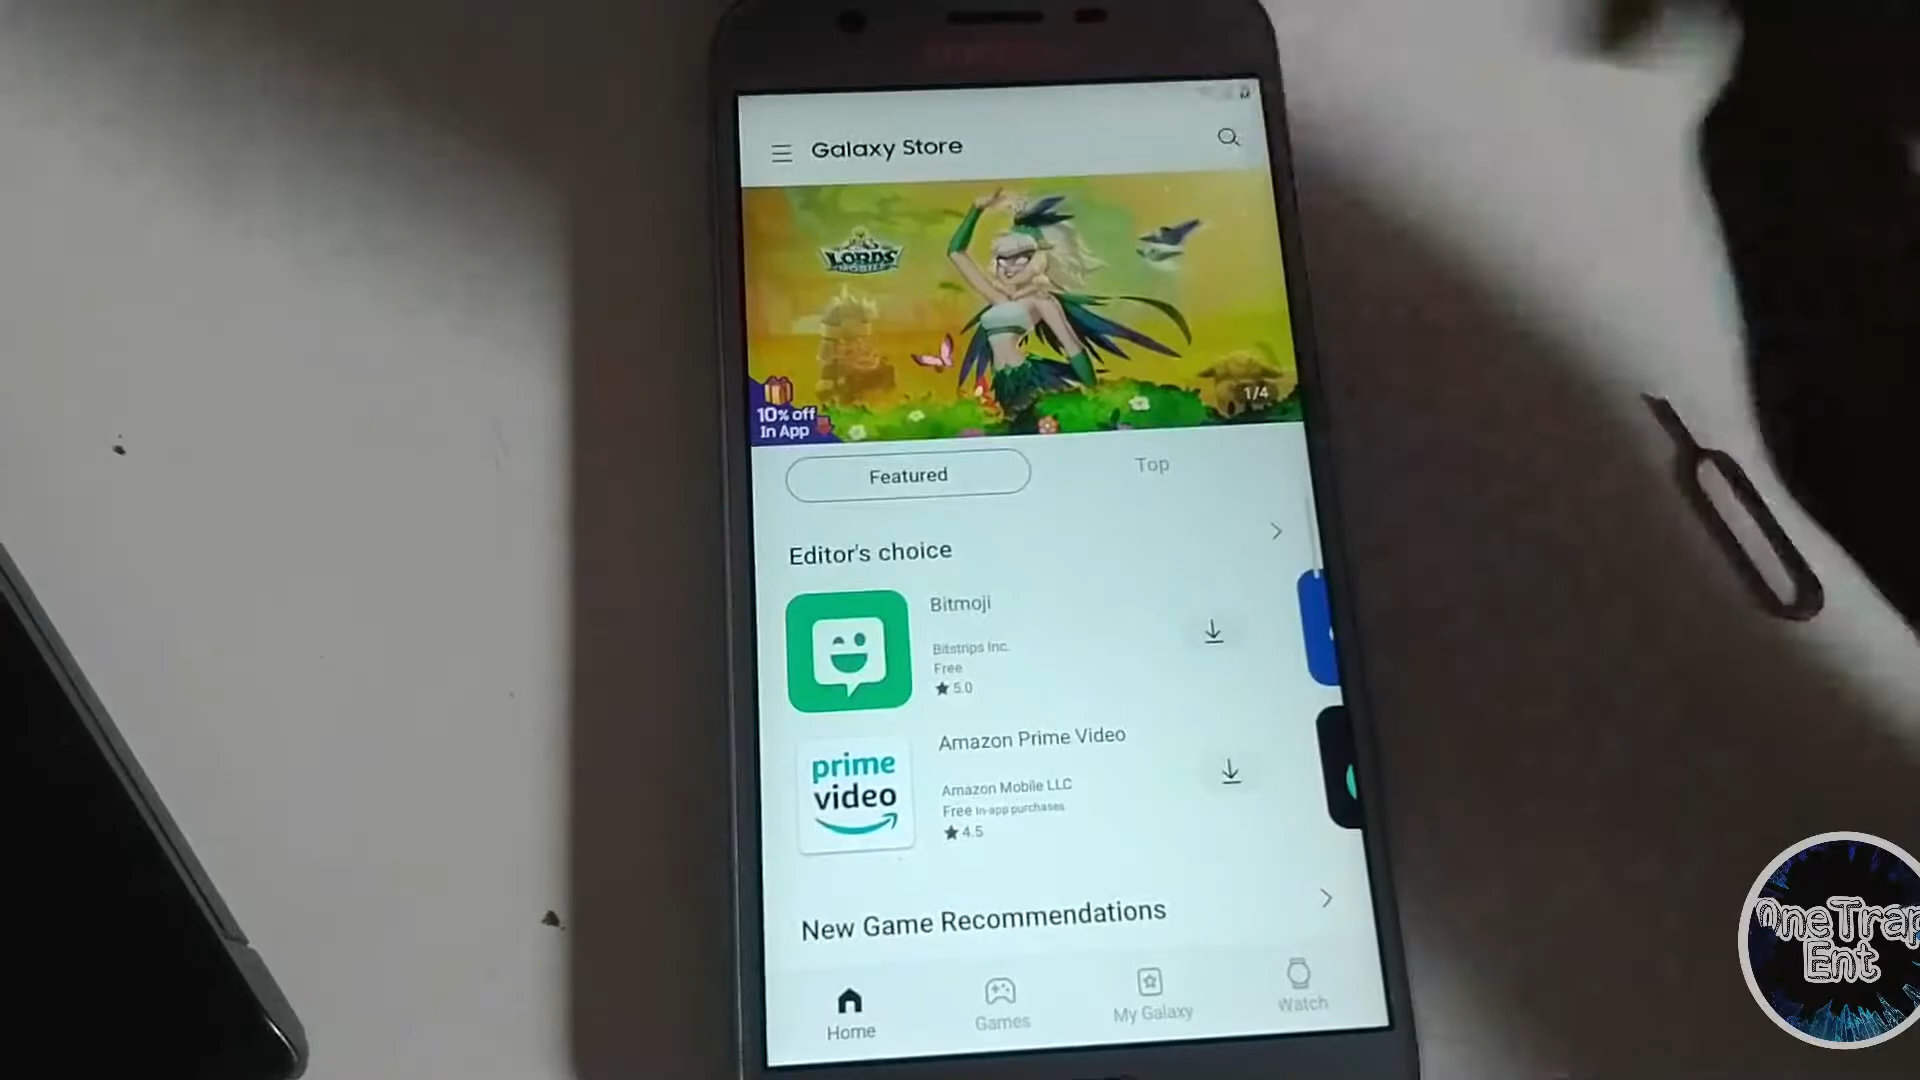 Galaxy Store
LORDS
MOBILE
10% off
In App
1/4
Featured
Top
Editor's choice
Bitmoji
Bitstrips Inc.
Free
★ 5.0
prime
video
Amazon Prime Video
Amazon Mobile LLC
Free In-app purchases
★ 4.5
New Game Recommendations
Home
Games
My Galaxy
Watch
OneTrap
Ent